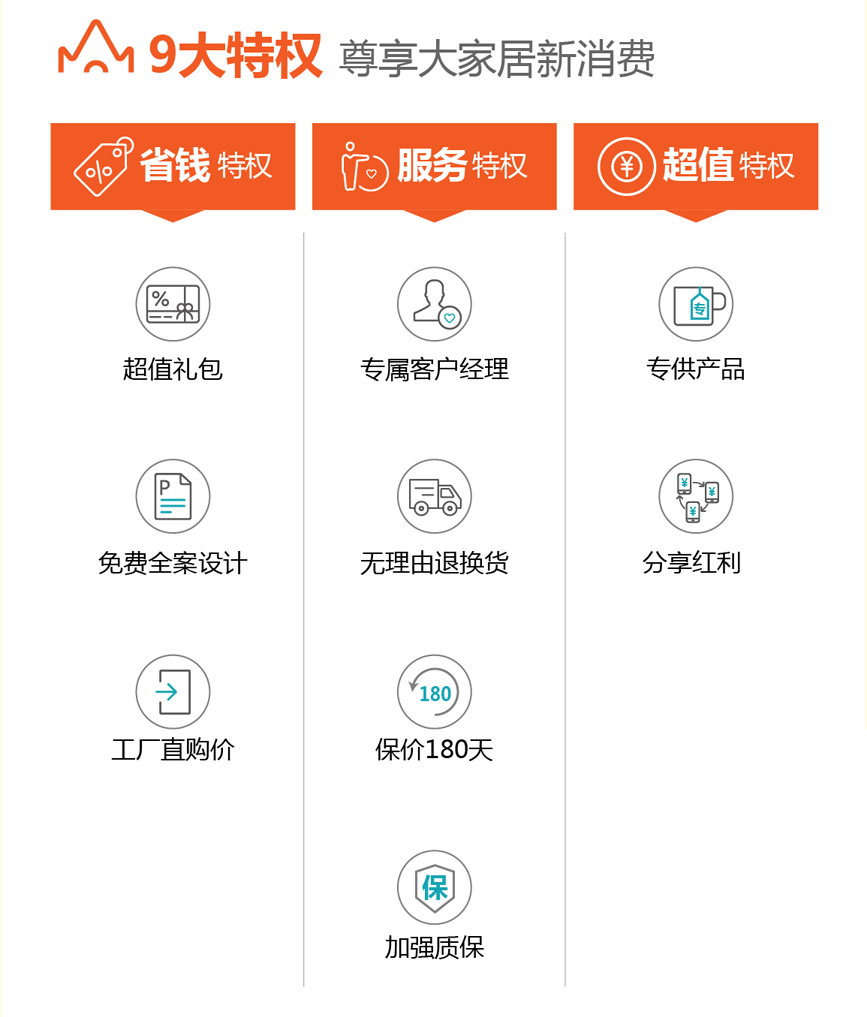 9大特权 尊享大家居新消费
省钱特权
%
服务特权
超值特权
¥
%
超值礼包
专属客户经理
专
专供产品
P
免费全案设计
无理由退换货
¥ ¥
¥
分享红利
工厂直购价
180
保价180天
保
加强质保